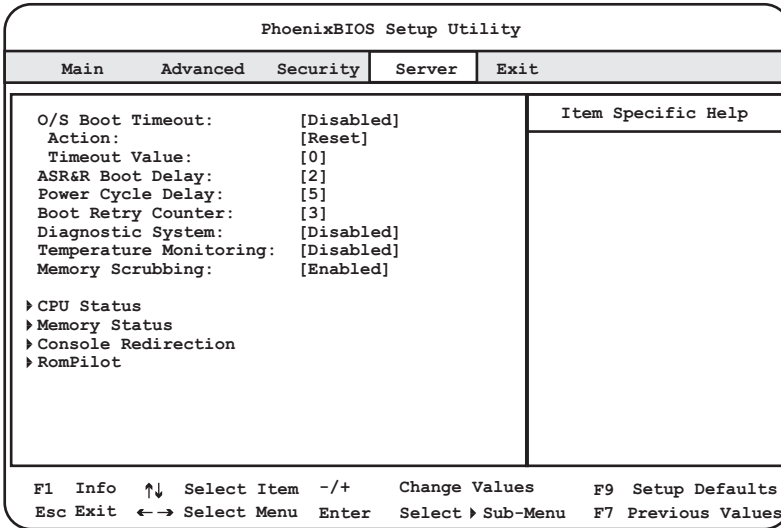 PhoenixBIOS Setup Utility
Main Advanced Security Server Exit
O/S Boot Timeout: [Disabled]
Action: [Reset]
Timeout Value: [0]
ASR&R Boot Delay: [2]
Power Cycle Delay: [5]
Boot Retry Counter: [3]
Diagnostic System: [Disabled]
Temperature Monitoring: [Disabled]
Memory Scrubbing: [Enabled]
CPU Status
Memory Status
Console Redirection
RomPilot
Item Specific Help
F1 Info ↑↓ Select Item -/+ Change Values F9 Setup Defaults
Esc Exit ←→ Select Menu Enter Select ▶ Sub-Menu F7 Previous Values